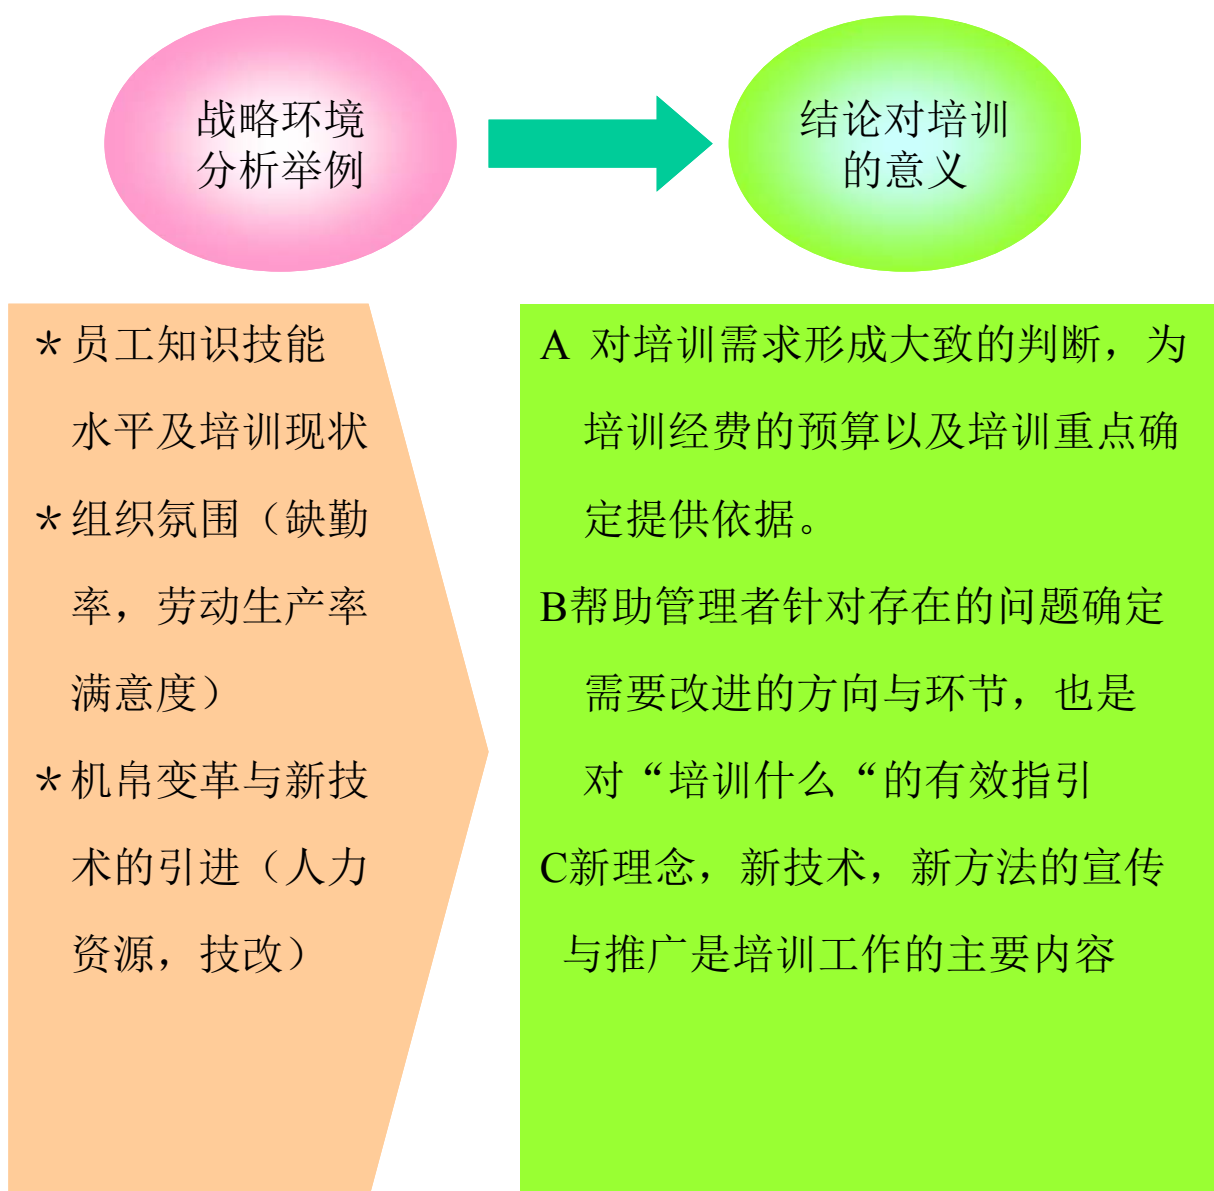 战略环境
分析举例
结论对培训
的意义
*员工知识技能
水平及培训现状
*组织氛围（缺勤
率，劳动生产率
满意度）
*机帛变革与新技
术的引进（人力
资源，技改）
A 对培训需求形成大致的判断，为
培训经费的预算以及培训重点确
定提供依据。
B帮助管理者针对存在的问题确定
需要改进的方向与环节，也是
对“培训什么“的有效指引
C新理念，新技术，新方法的宣传
与推广是培训工作的主要内容